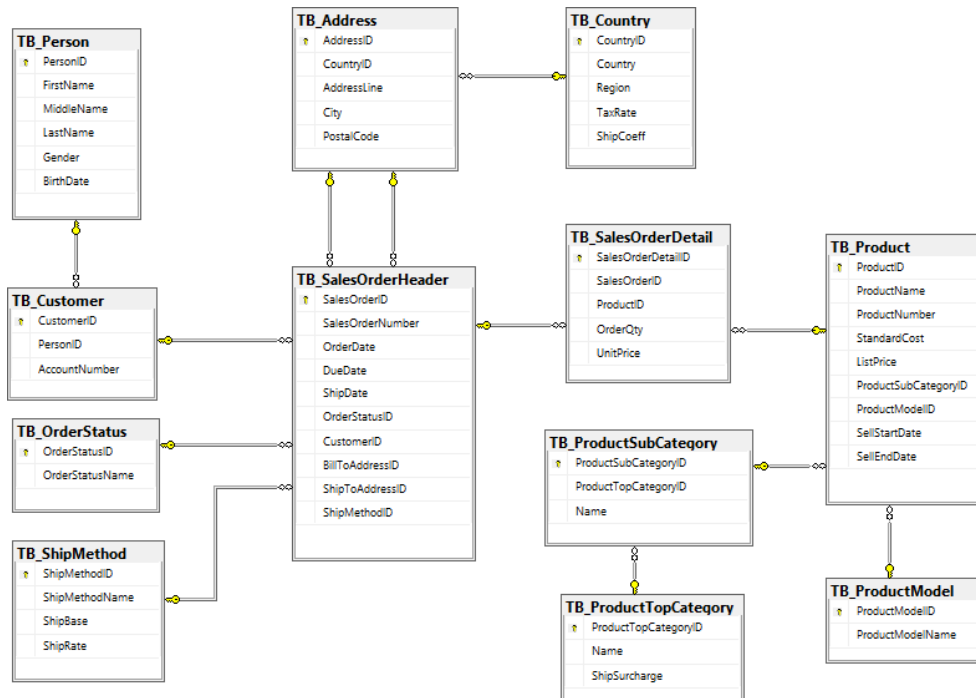 TB_Person
PersonID
FirstName
MiddleName
LastName
Gender
BirthDate
TB_Address
AddressID
CountryID
AddressLine
City
PostalCode
TB_Country
CountryID
Country
Region
TaxRate
ShipCoeff
TB_Customer
CustomerID
PersonID
AccountNumber
TB_SalesOrderHeader
SalesOrderID
SalesOrderNumber
OrderDate
DueDate
ShipDate
OrderStatusID
CustomerID
BillToAddressID
ShipToAddressID
ShipMethodID
TB_SalesOrderDetail
SalesOrderDetailID
SalesOrderID
ProductID
OrderQty
UnitPrice
TB_Product
ProductID
ProductName
ProductNumber
StandardCost
ListPrice
ProductSubCategoryID
ProductModelID
SellStartDate
SellEndDate
TB_OrderStatus
OrderStatusID
OrderStatusName
TB_ProductSubCategory
ProductSubCategoryID
ProductTopCategoryID
Name
TB_ShipMethod
ShipMethodID
ShipMethodName
ShipBase
ShipRate
TB_ProductTopCategory
ProductTopCategoryID
Name
ShipSurcharge
TB_ProductModel
ProductModelID
ProductModelName